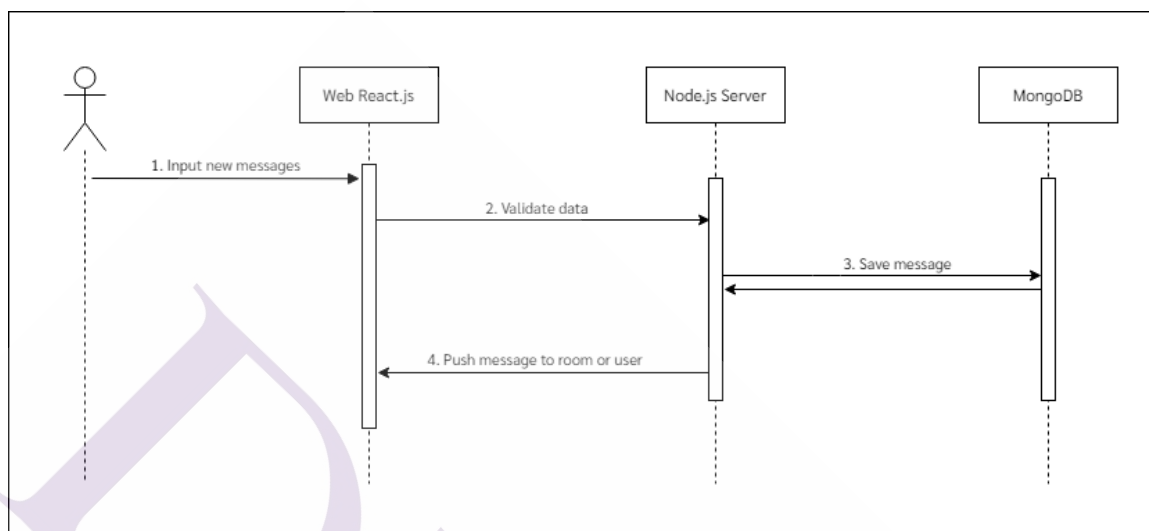 Web React.js
Node.js Server
MongoDB
1. Input new messages
2. Validate data
3. Save message
4. Push message to room or user